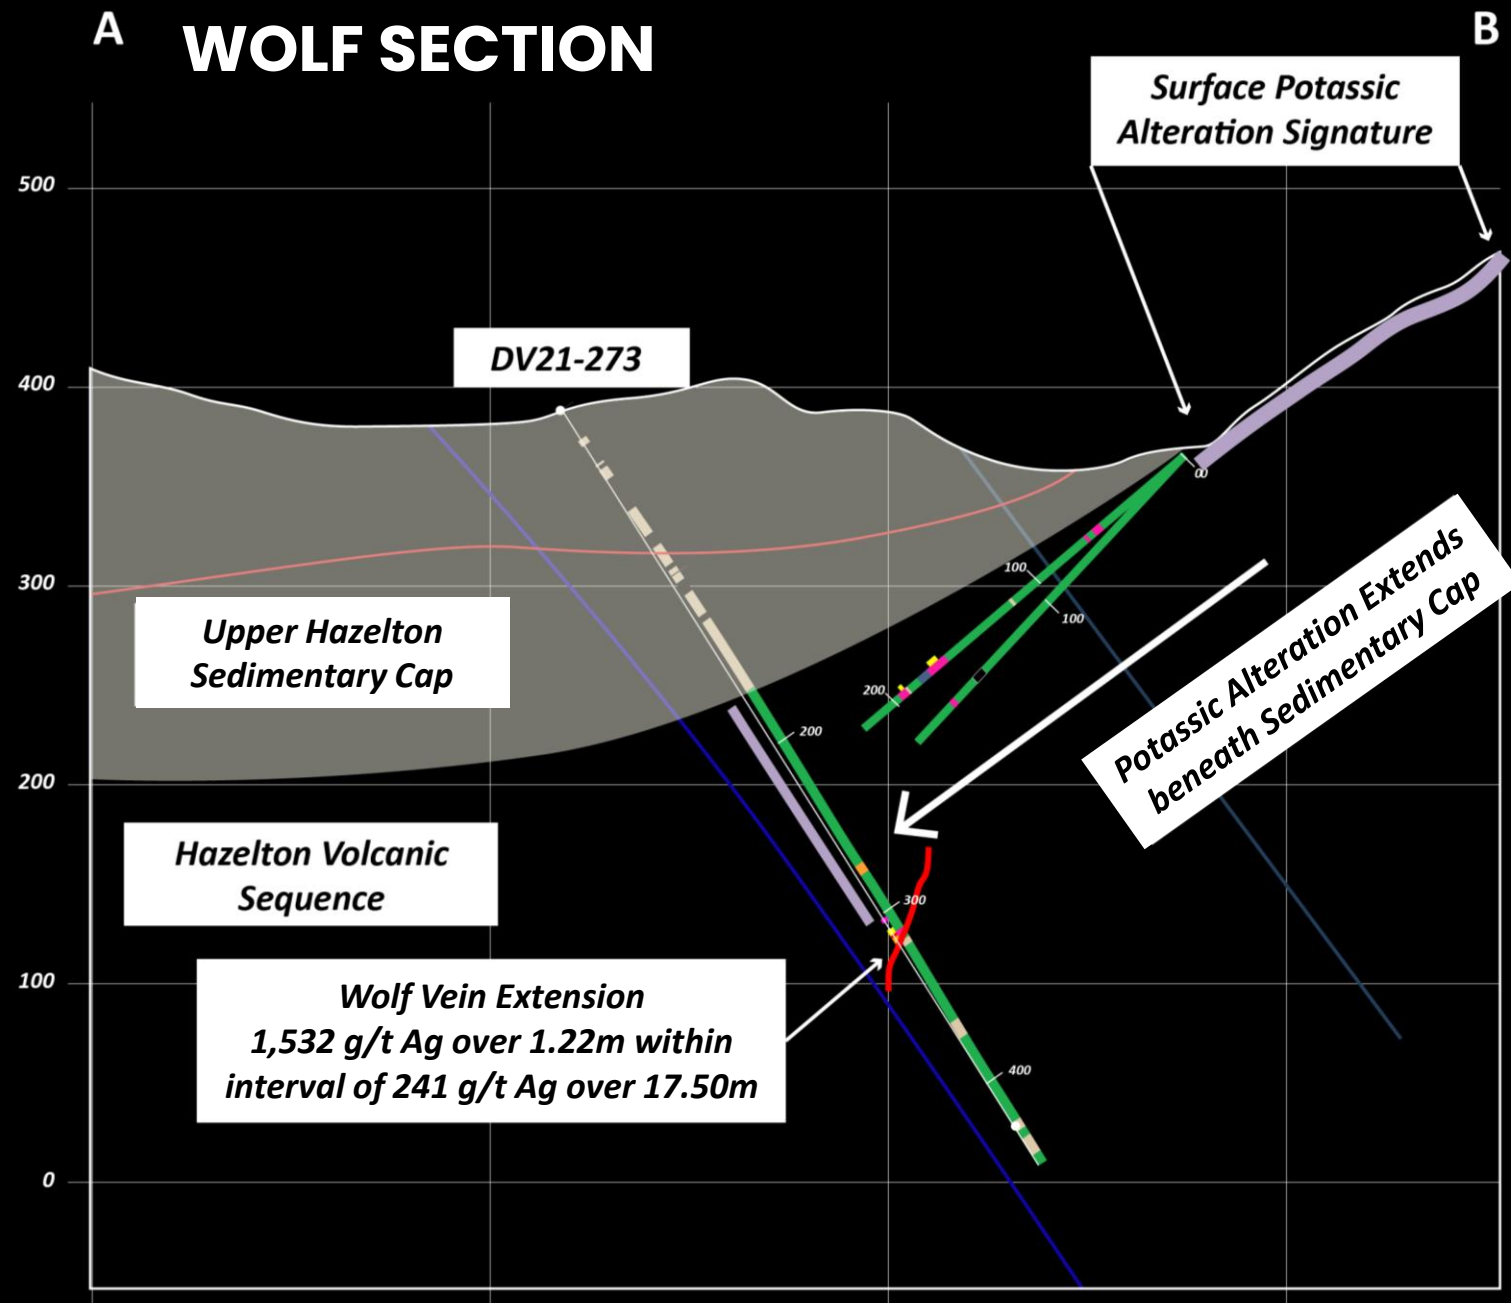 A
WOLF SECTION
B
Surface Potassic
Alteration Signature
500
DV21-273
400
00
300
100
100
Upper Hazelton
Sedimentary Cap
Potassic Alteration Extends
beneath Sedimentary Cap
200
200
200
Hazelton Volcanic
Sequence
300
100
Wolf Vein Extension
1,532 g/t Ag over 1.22m within
interval of 241 g/t Ag over 17.50m
400
0